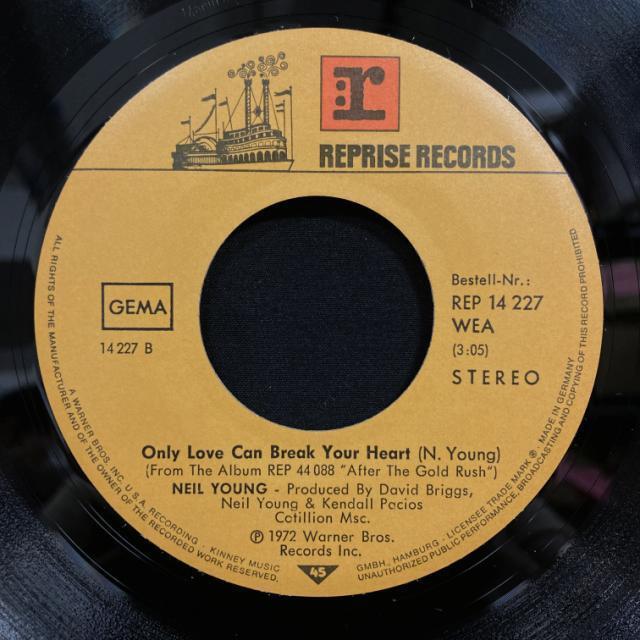 r
REPRISE RECORDS
GEMA
14 227 B
Bestell-Nr.:
REP 14 227
WEA
(3:05)
STEREO
Only Love Can Break Your Heart (N. Young)
(From The Album REP 44 088 "After The Gold Rush")
NEIL YOUNG - Produced By David Briggs,
Neil Young & Kendall Pacios
Cotillion Msc.
℗ 1972 Warner Bros.
Records Inc.
45
ALL RIGHTS OF THE MANUFACTURER AND OF THE OWNER OF THE RECORDED WORK RESERVED.
A WARNER BROS. INC. U.S.A. RECORDING - KINNEY MUSIC GMBH., HAMBURG - LICENSEE TRADE MARK ® - MADE IN GERMANY
UNAUTHORIZED PUBLIC PERFORMANCE, BROADCASTING AND COPYING OF THIS RECORD PROHIBITED